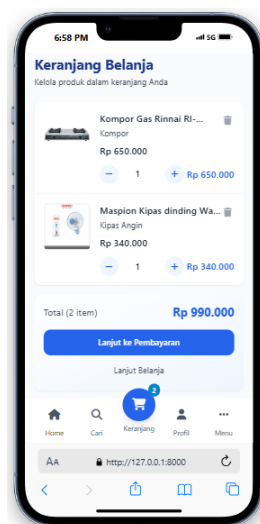 6:58 PM
5G
Keranjang Belanja
Kelola produk dalam keranjang Anda
Kompor Gas Rinnai RI-...
Kompor
Rp 650.000
− 1 + Rp 650.000
Maspion Kipas dinding Wa...
Kipas Angin
Rp 340.000
− 1 + Rp 340.000
Total (2 item) Rp 990.000
Lanjut ke Pembayaran
Lanjut Belanja
2
Home Cari Keranjang Profil Menu
AA http://127.0.0.1:8000